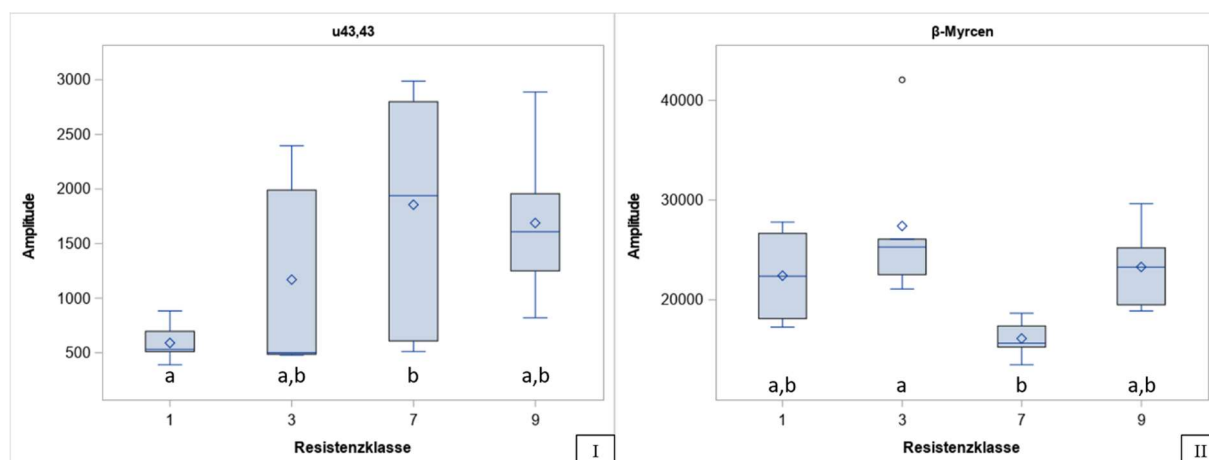 u43,43
Amplitude
3000
2500
2000
1500
1000
500
a a,b b a,b
1 3 7 9
Resistenzklasse
I
β-Myrcen
Amplitude
40000
30000
20000
a,b a b a,b
1 3 7 9
Resistenzklasse
II